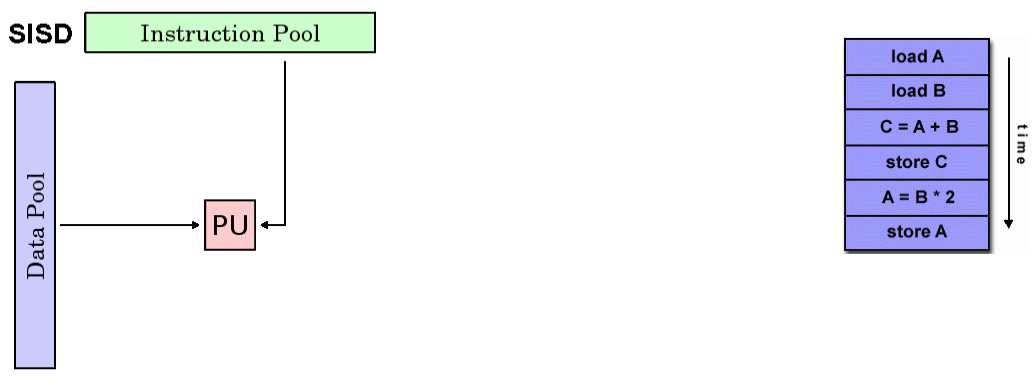 SISD
Instruction Pool
Data Pool
PU
load A
load B
C = A + B
store C
A = B * 2
store A
time